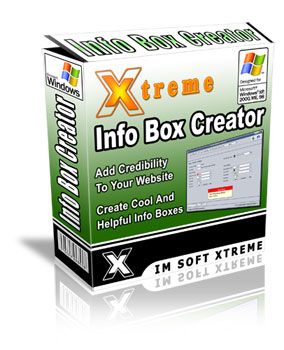 Info Box Creator
Windows
Info Box Creator
Xtreme
Designed for
Microsoft
Windows XP
2000, ME, 98
Info Box Creator
Add Credibility
To Your Website
Create Cool And
Helpful Info Boxes
X
IM SOFT XTREME